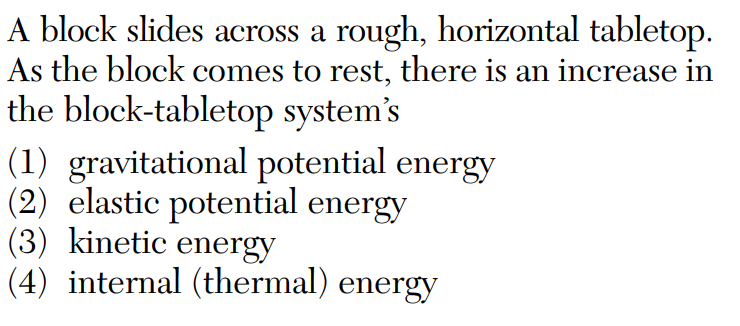 A block slides across a rough, horizontal tabletop.
As the block comes to rest, there is an increase in
the block-tabletop system’s
(1) gravitational potential energy
(2) elastic potential energy
(3) kinetic energy
(4) internal (thermal) energy